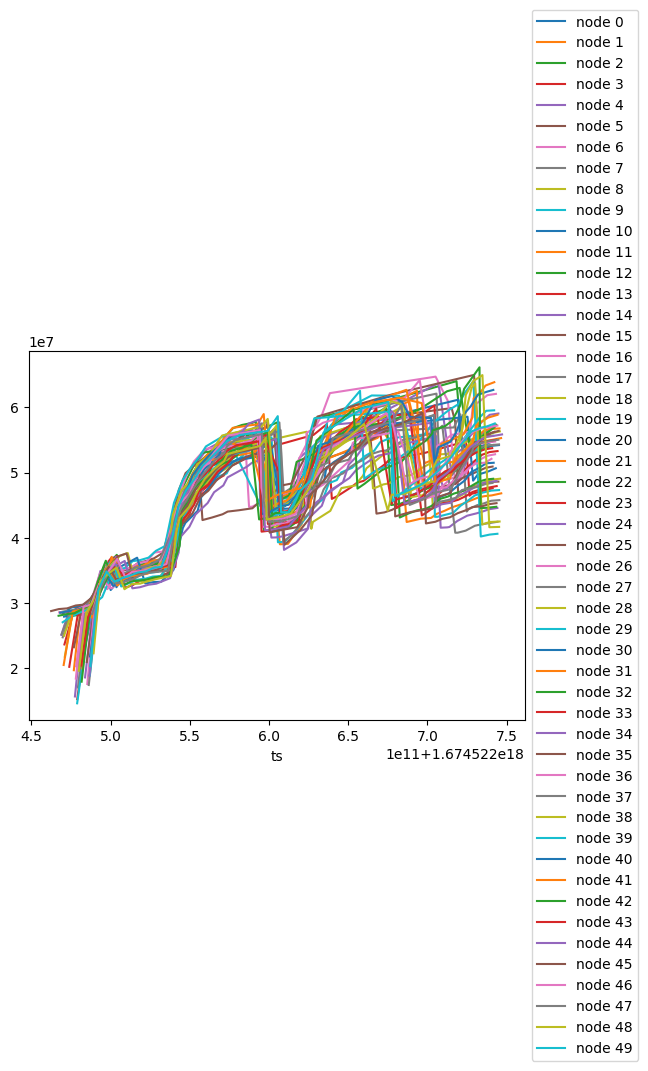 1e7
6
5
4
3
2
4.5 5.0 5.5 6.0 6.5 7.0 7.5
ts
1e11+1.674522e18
node 0
node 1
node 2
node 3
node 4
node 5
node 6
node 7
node 8
node 9
node 10
node 11
node 12
node 13
node 14
node 15
node 16
node 17
node 18
node 19
node 20
node 21
node 22
node 23
node 24
node 25
node 26
node 27
node 28
node 29
node 30
node 31
node 32
node 33
node 34
node 35
node 36
node 37
node 38
node 39
node 40
node 41
node 42
node 43
node 44
node 45
node 46
node 47
node 48
node 49